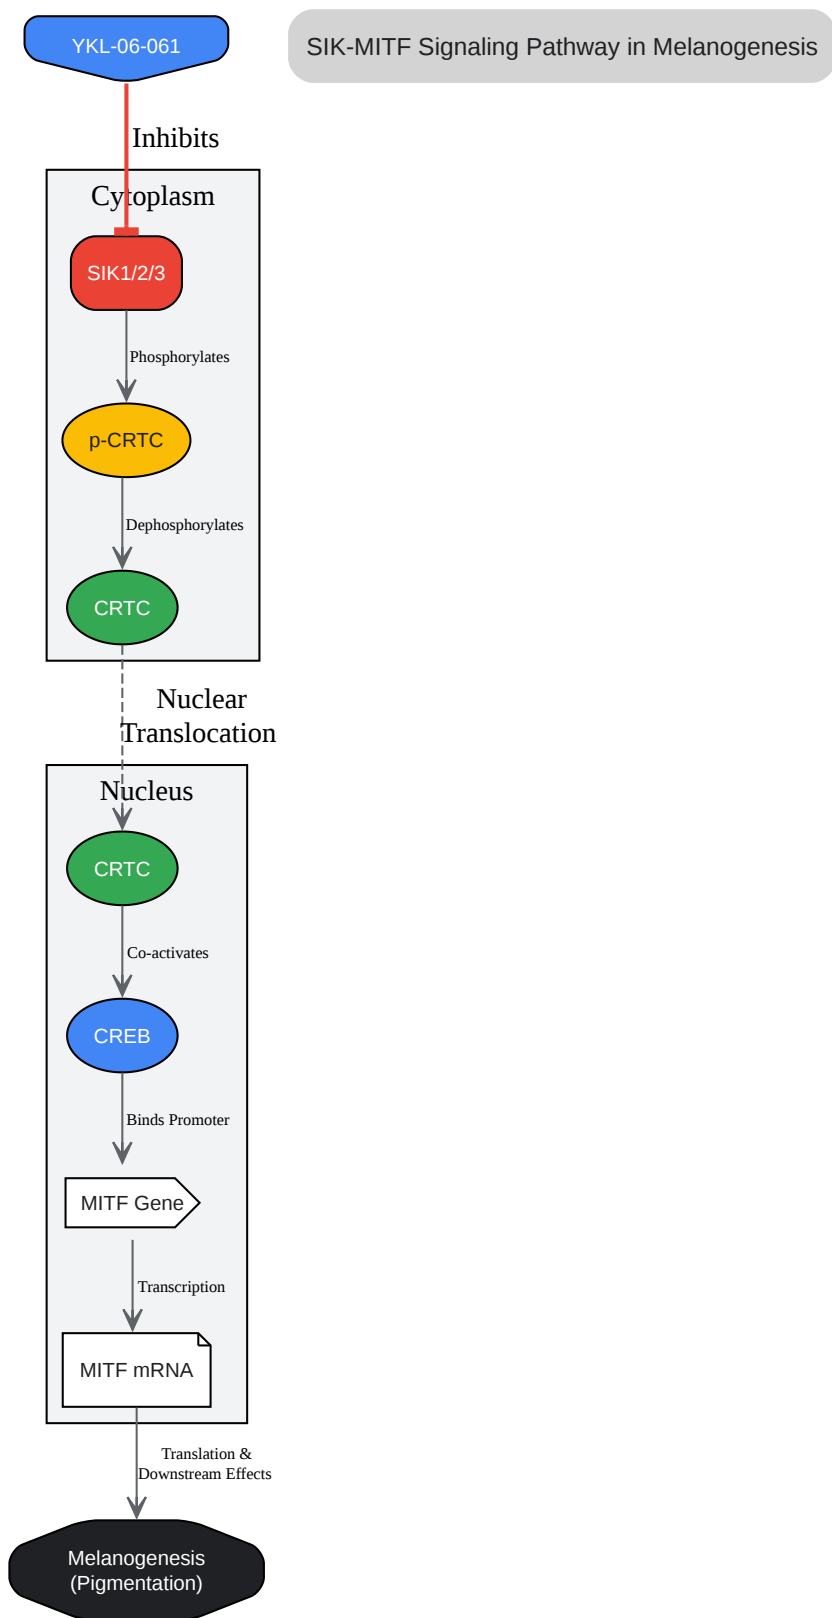 YKL-06-061
SIK-MITF Signaling Pathway in Melanogenesis
Inhibits
Cytoplasm
SIK1/2/3
Phosphorylates
p-CRTC
Dephosphorylates
CRTC
Nuclear
Translocation
Nucleus
CRTC
Co-activates
CREB
Binds Promoter
MITF Gene
Transcription
MITF mRNA
Translation &
Downstream Effects
Melanogenesis
(Pigmentation)